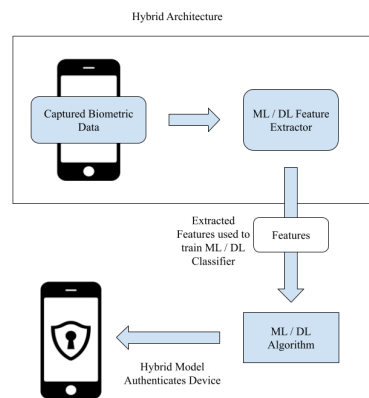 Hybrid Architecture
Captured Biometric
Data
ML / DL Feature
Extractor
Extracted
Features used to
train ML / DL
Classifier
Features
ML / DL
Algorithm
Hybrid Model
Authenticates Device